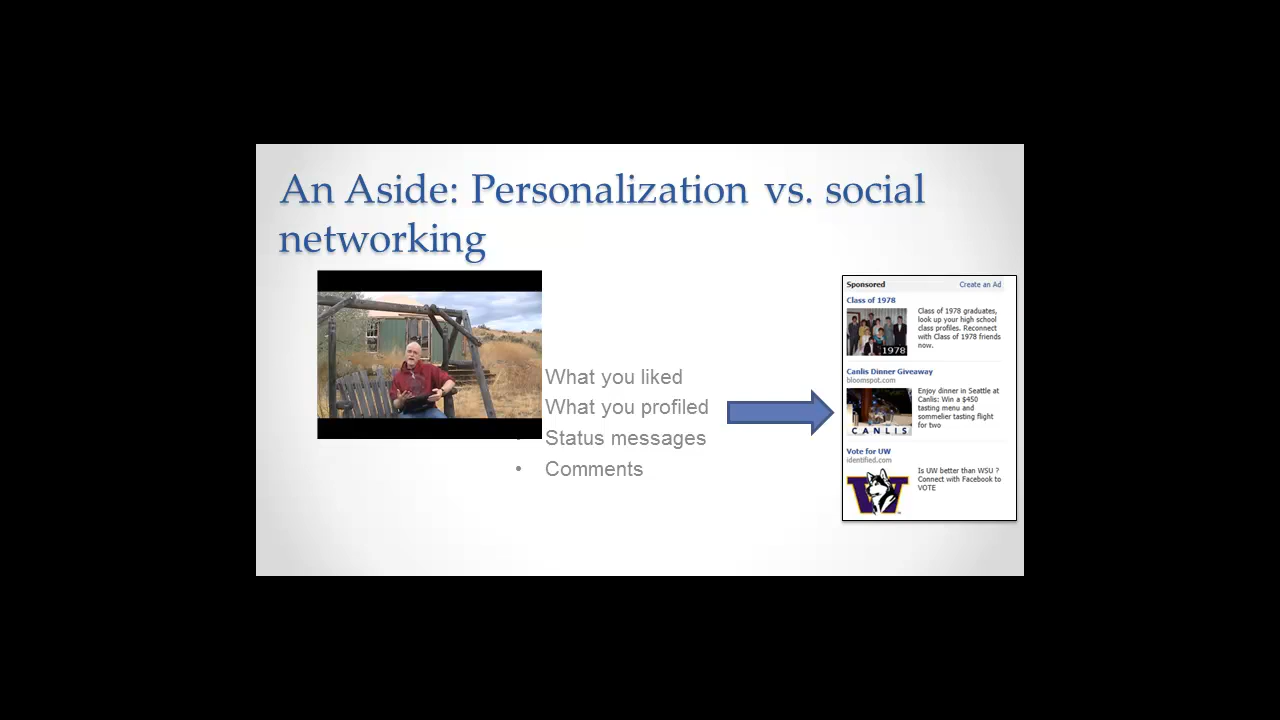 An Aside: Personalization vs. social
networking
What you liked
What you profiled
• Status messages
• Comments
Sponsored Create an Ad
Class of 1978
Class of 1978 graduates,
look up your high school
class profiles. Reconnect
with Class of 1978 friends
now.
1978
Canlis Dinner Giveaway
bloomspot.com
Enjoy dinner in Seattle at
Canlis: Win a $450
tasting menu and
sommelier tasting flight
for two
CANLIS
Vote for UW
identified.com
Is UW better than WSU ?
Connect with Facebook to
VOTE
W